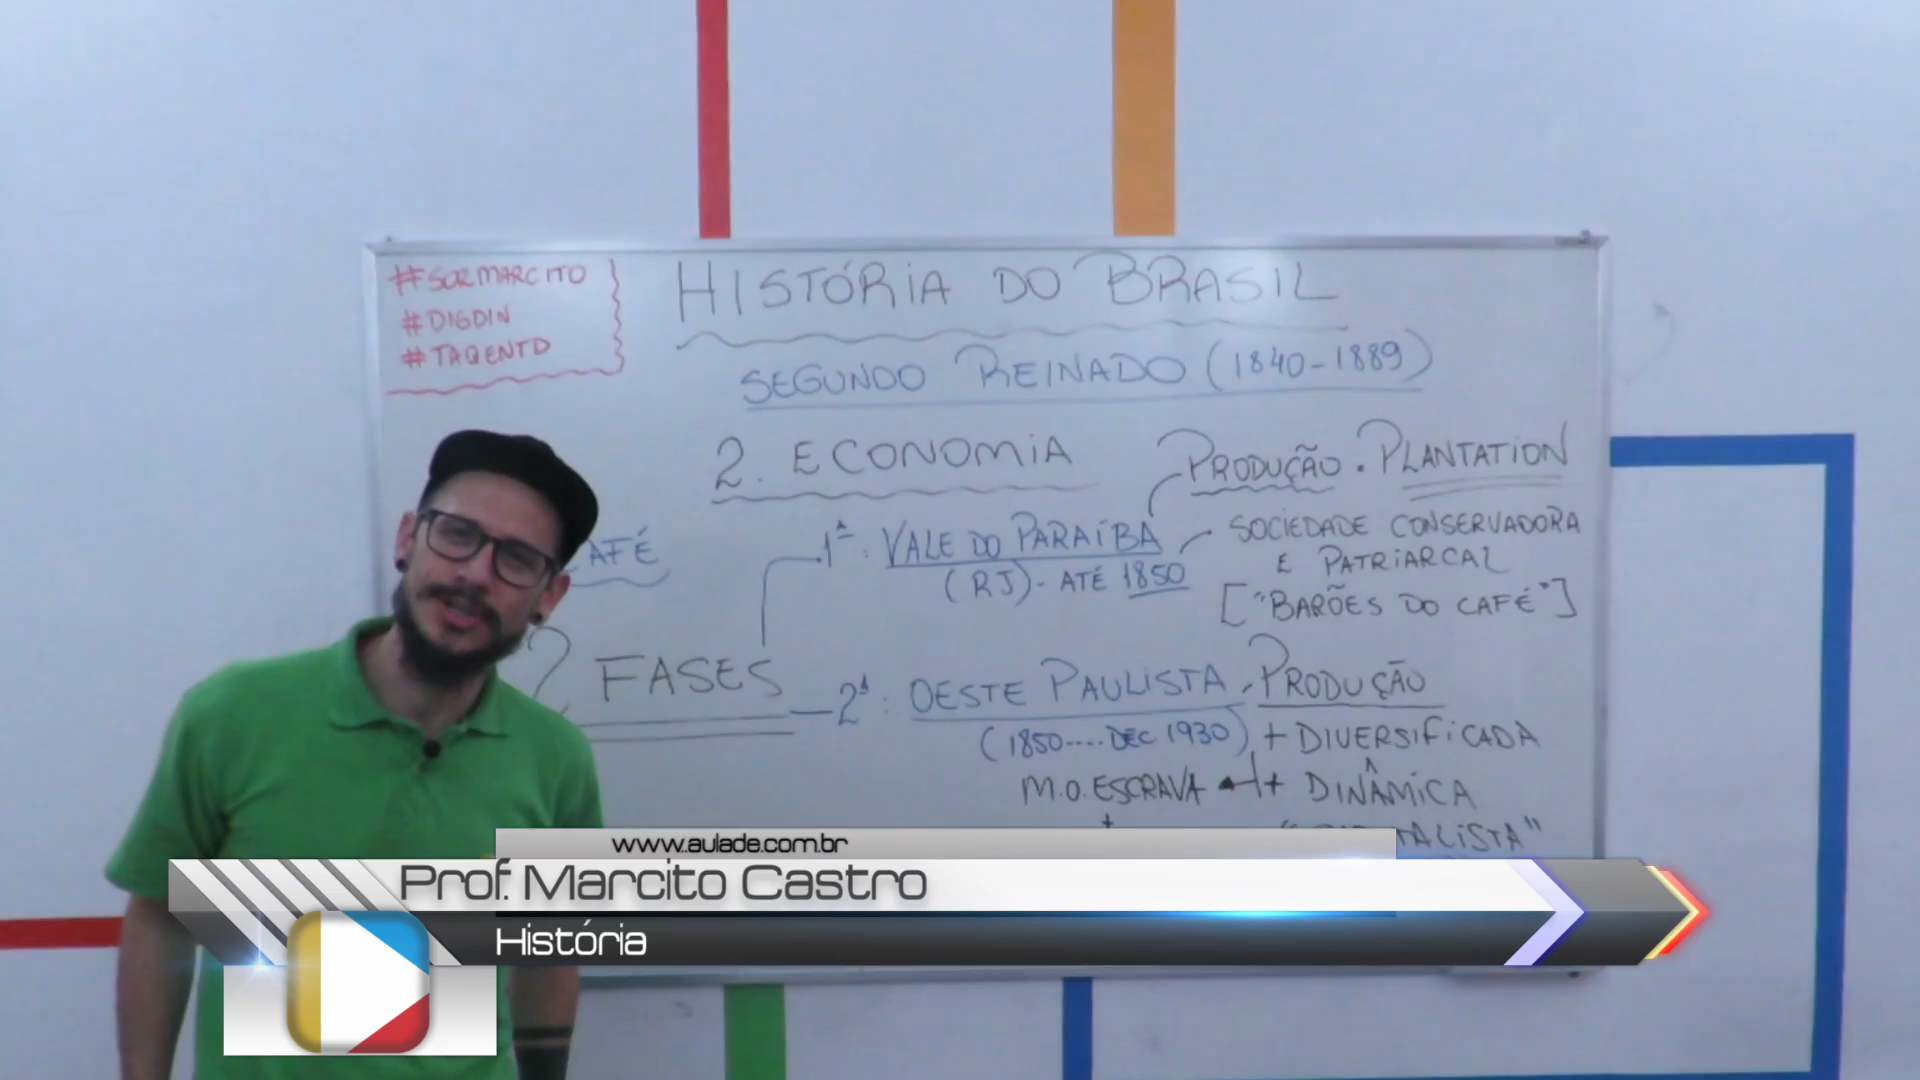 #SORMARCITO
#DIGDIN
#TAQENTD
HISTÓRIA DO BRASIL
SEGUNDO REINADO (1840-1889)
2. ECONOMIA
PRODUÇÃO . PLANTATION
AFÉ
1ª: VALE DO PARAÍBA
(RJ) - ATÉ 1850
SOCIEDADE CONSERVADORA
E PATRIARCAL
["BARÕES DO CAFÉ"]
2 FASES
2ª: OESTE PAULISTA . PRODUÇÃO
(1850....DEC 1930)
+ DIVERSIFICADA
M.O. ESCRAVA
+ DINÂMICA
+
www.aulade.com.br
Prof. Marcito Castro
História